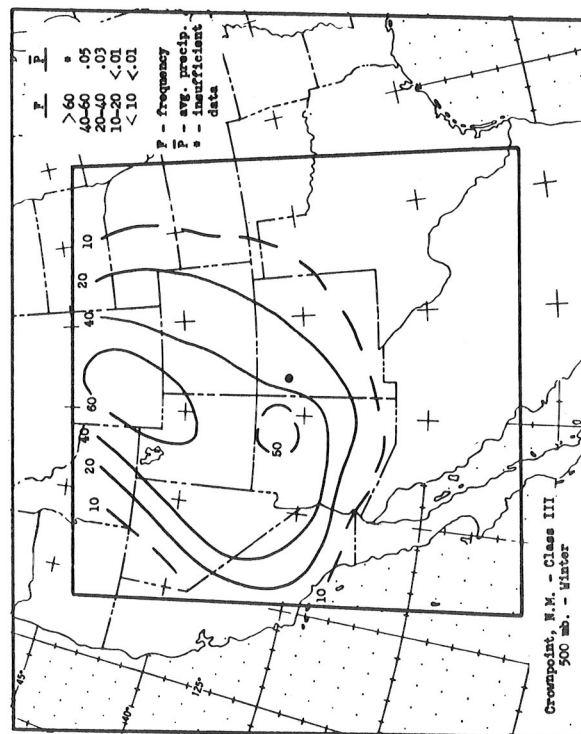 F P̅
>60 *
40-60 .05
20-40 .03
10-20 <.01
<10 <.01
F - frequency
P̅ - avg. precip.
* - insufficient
data
10
20
40
60
40
20
10
50
10
45°
125°
40°
Crownpoint, N.M. - Class III
500 mb. - Winter